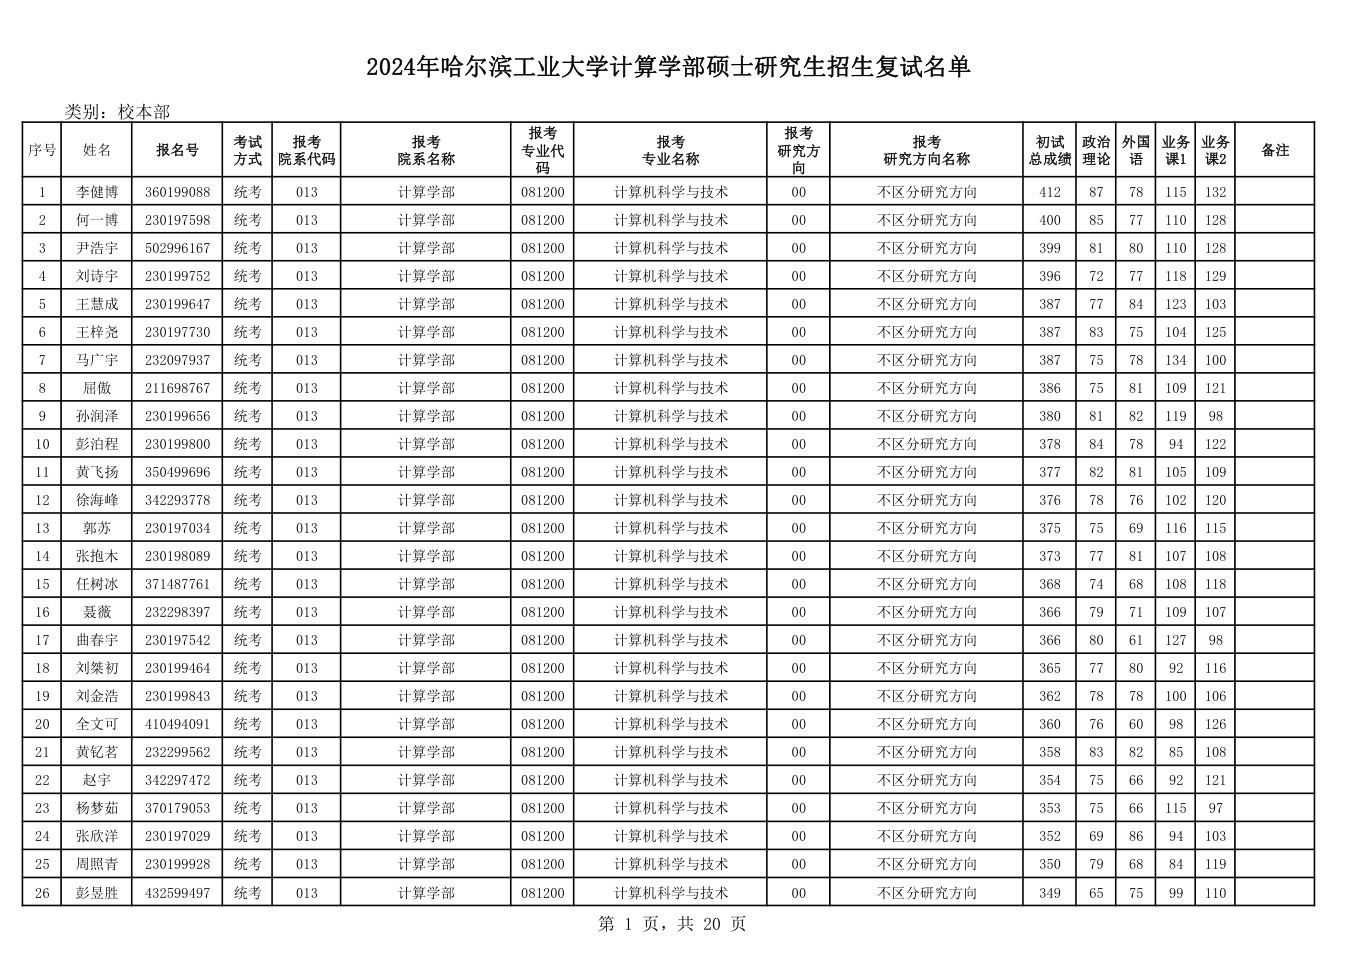 2024年哈尔滨工业大学计算学部硕士研究生招生复试名单
类别：校本部
序号 姓名 报名号 考试方式 报考院系代码 报考院系名称 报考专业代码 报考专业名称 报考研究方向 报考研究方向名称 初试总成绩 政治理论 外国语 业务课1 业务课2 备注
1 李健博 360199088 统考 013 计算学部 081200 计算机科学与技术 00 不区分研究方向 412 87 78 115 132
2 何一博 230197598 统考 013 计算学部 081200 计算机科学与技术 00 不区分研究方向 400 85 77 110 128
3 尹浩宇 502996167 统考 013 计算学部 081200 计算机科学与技术 00 不区分研究方向 399 81 80 110 128
4 刘诗宇 230199752 统考 013 计算学部 081200 计算机科学与技术 00 不区分研究方向 396 72 77 118 129
5 王慧成 230199647 统考 013 计算学部 081200 计算机科学与技术 00 不区分研究方向 387 77 84 123 103
6 王梓尧 230197730 统考 013 计算学部 081200 计算机科学与技术 00 不区分研究方向 387 83 75 104 125
7 马广宇 232097937 统考 013 计算学部 081200 计算机科学与技术 00 不区分研究方向 387 75 78 134 100
8 屈傲 211698767 统考 013 计算学部 081200 计算机科学与技术 00 不区分研究方向 386 75 81 109 121
9 孙润泽 230199656 统考 013 计算学部 081200 计算机科学与技术 00 不区分研究方向 380 81 82 119 98
10 彭泊程 230199800 统考 013 计算学部 081200 计算机科学与技术 00 不区分研究方向 378 84 78 94 122
11 黄飞扬 350499696 统考 013 计算学部 081200 计算机科学与技术 00 不区分研究方向 377 82 81 105 109
12 徐海峰 342293778 统考 013 计算学部 081200 计算机科学与技术 00 不区分研究方向 376 78 76 102 120
13 郭苏 230197034 统考 013 计算学部 081200 计算机科学与技术 00 不区分研究方向 375 75 69 116 115
14 张抱木 230198089 统考 013 计算学部 081200 计算机科学与技术 00 不区分研究方向 373 77 81 107 108
15 任树冰 371487761 统考 013 计算学部 081200 计算机科学与技术 00 不区分研究方向 368 74 68 108 118
16 聂薇 232298397 统考 013 计算学部 081200 计算机科学与技术 00 不区分研究方向 366 79 71 109 107
17 曲春宇 230197542 统考 013 计算学部 081200 计算机科学与技术 00 不区分研究方向 366 80 61 127 98
18 刘桀初 230199464 统考 013 计算学部 081200 计算机科学与技术 00 不区分研究方向 365 77 80 92 116
19 刘金浩 230199843 统考 013 计算学部 081200 计算机科学与技术 00 不区分研究方向 362 78 78 100 106
20 全文可 410494091 统考 013 计算学部 081200 计算机科学与技术 00 不区分研究方向 360 76 60 98 126
21 黄钇茗 232299562 统考 013 计算学部 081200 计算机科学与技术 00 不区分研究方向 358 83 82 85 108
22 赵宇 342297472 统考 013 计算学部 081200 计算机科学与技术 00 不区分研究方向 354 75 66 92 121
23 杨梦茹 370179053 统考 013 计算学部 081200 计算机科学与技术 00 不区分研究方向 353 75 66 115 97
24 张欣洋 230197029 统考 013 计算学部 081200 计算机科学与技术 00 不区分研究方向 352 69 86 94 103
25 周照青 230199928 统考 013 计算学部 081200 计算机科学与技术 00 不区分研究方向 350 79 68 84 119
26 彭昱胜 432599497 统考 013 计算学部 081200 计算机科学与技术 00 不区分研究方向 349 65 75 99 110
第 1 页，共 20 页